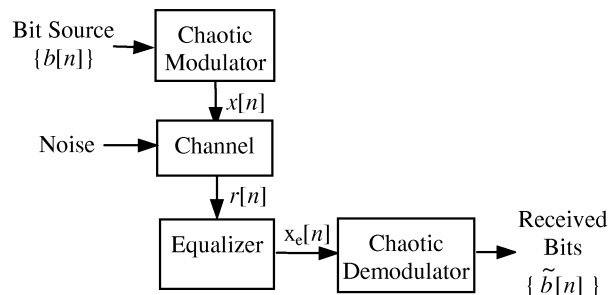 Bit Source
{b[n]}
Chaotic
Modulator
x[n]
Noise
Channel
r[n]
Equalizer
xₑ[n]
Chaotic
Demodulator
Received
Bits
{ b̃[n] }